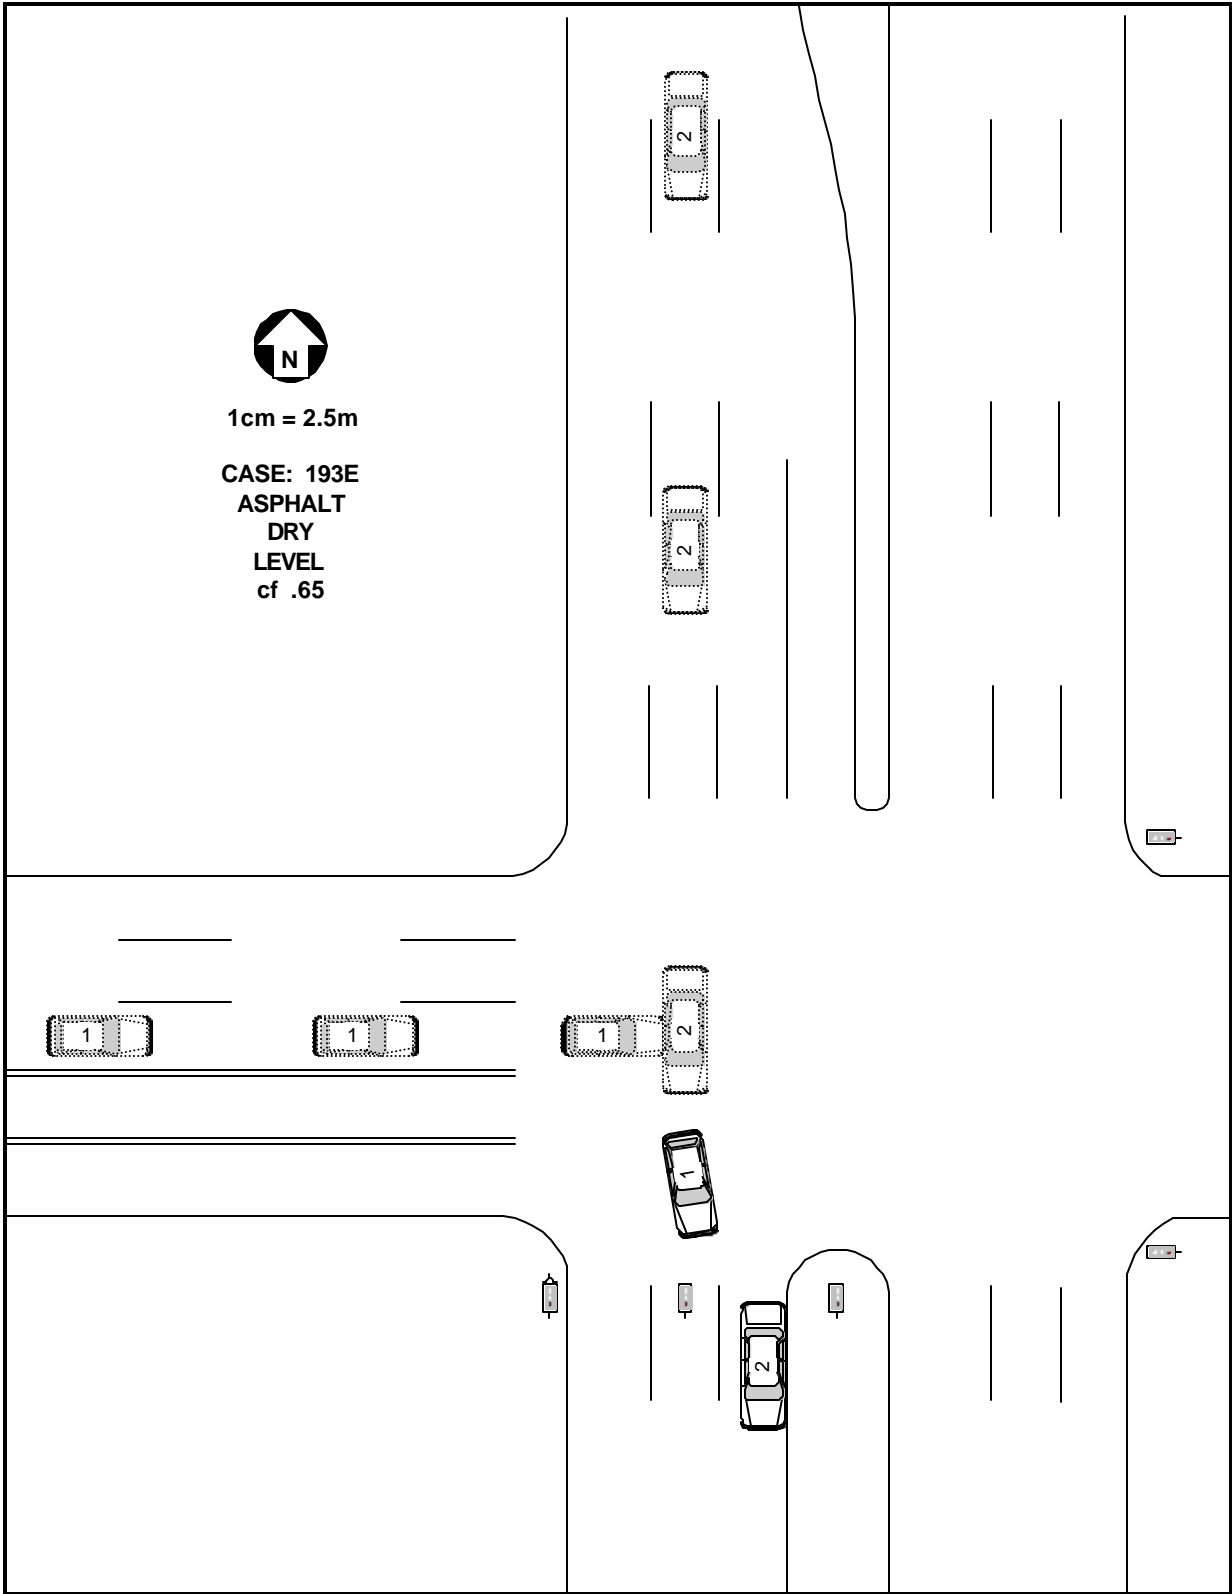 2
N
1cm = 2.5m
CASE: 193E
ASPHALT
DRY
LEVEL
cf .65
2
1 1 1 2
1
2